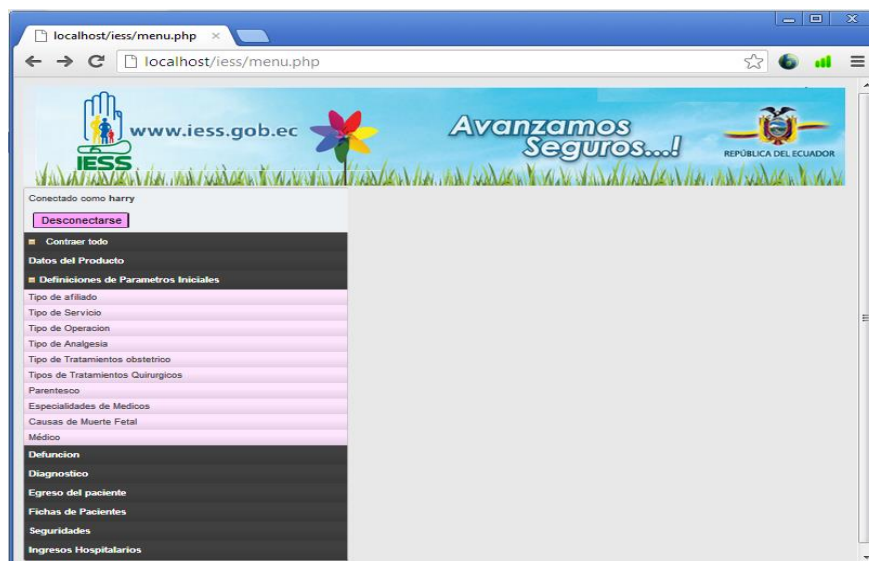 localhost/iess/menu.php
localhost/iess/menu.php
www.iess.gob.ec
IESS
Avanzamos
Seguros...!
REPÚBLICA DEL ECUADOR
Conectado como harry
Desconectarse
Contraer todo
Datos del Producto
Definiciones de Parametros Iniciales
Tipo de afiliado
Tipo de Servicio
Tipo de Operacion
Tipo de Analgesia
Tipo de Tratamientos obstetrico
Tipos de Tratamientos Quirurgicos
Parentesco
Especialidades de Medicos
Causas de Muerte Fetal
Médico
Defuncion
Diagnostico
Egreso del paciente
Fichas de Pacientes
Seguridades
Ingresos Hospitalarios